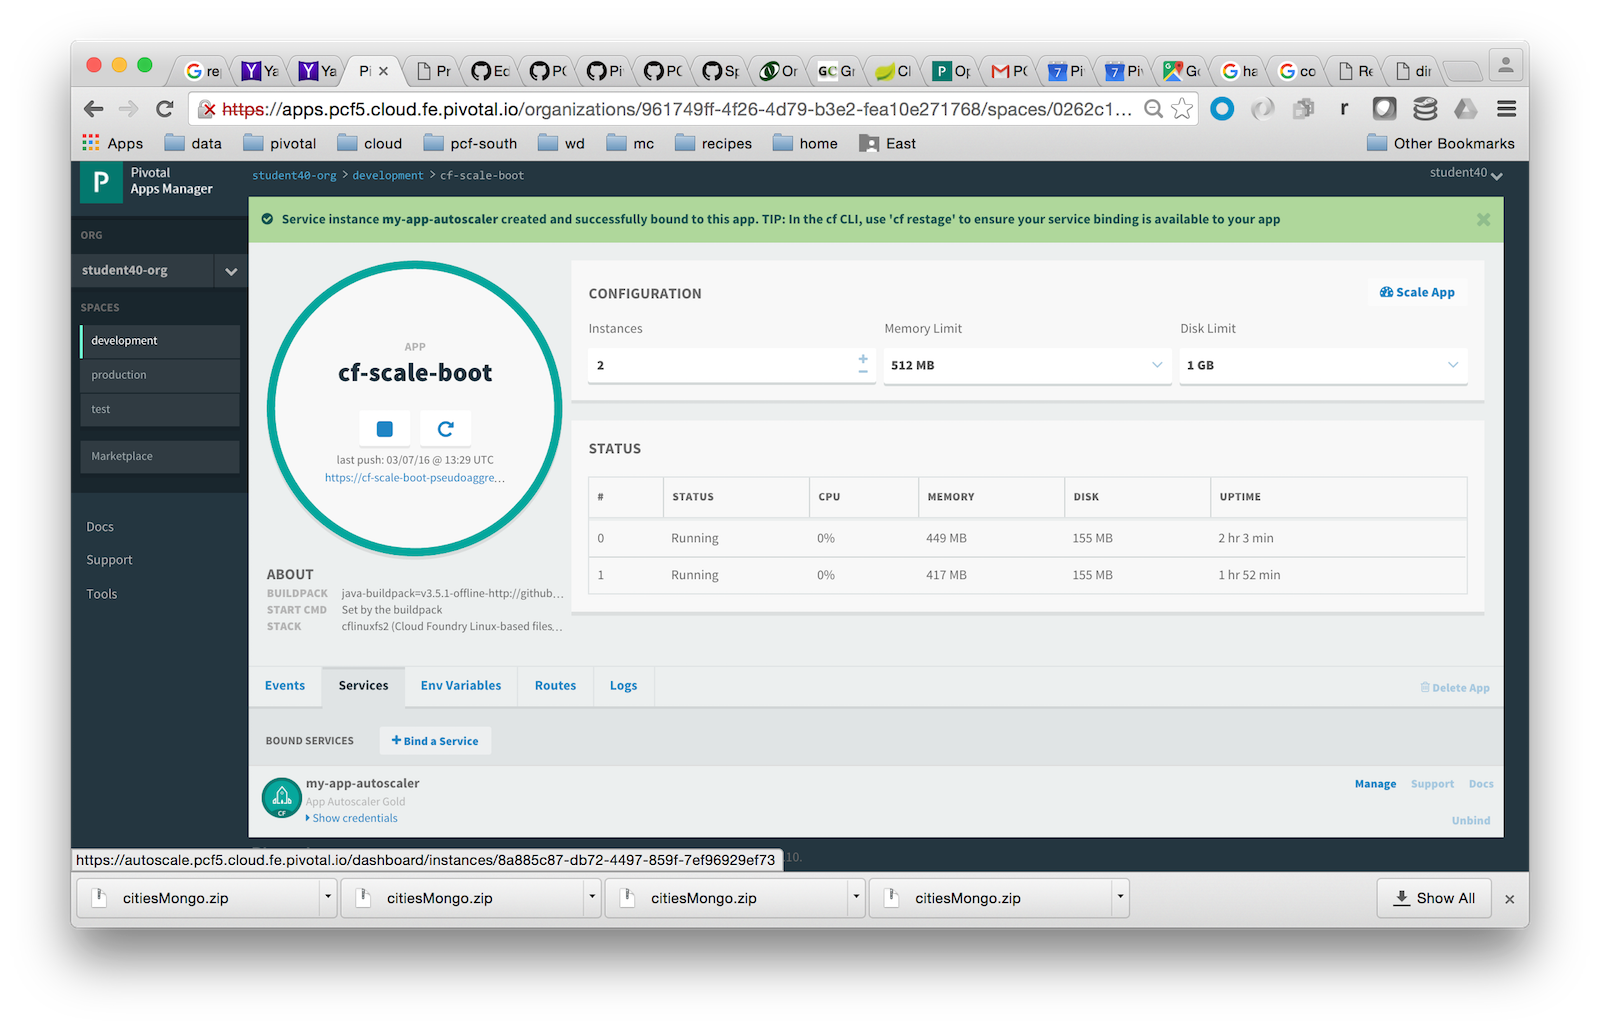 Ya
Ya
Pi
Pr
Pi
Or
GC Gr
Cl
P Op
7 Pi
ha
co
Re
dir
https://apps.pcf5.cloud.fe.pivotal.io/organizations/961749ff-4f26-4d79-b3e2-fea10e271768/spaces/0262c1...
r
Apps data pivotal cloud pcf-south wd mc recipes home East Other Bookmarks
P Pivotal
Apps Manager
student40-org > development > cf-scale-boot
student40
Service instance my-app-autoscaler created and successfully bound to this app. TIP: In the cf CLI, use 'cf restage' to ensure your service binding is available to your app
ORG
student40-org
SPACES
development
production
test
Marketplace
Docs
Support
Tools
APP
cf-scale-boot
last push: 03/07/16 @ 13:29 UTC
https://cf-scale-boot-pseudoaggre...
ABOUT
BUILDPACK java-buildpack=v3.5.1-offline-http://github...
START CMD Set by the buildpack
STACK cflinuxfs2 (Cloud Foundry Linux-based files...
CONFIGURATION
Scale App
Instances Memory Limit Disk Limit
2 512 MB 1 GB
STATUS
# STATUS CPU MEMORY DISK UPTIME
0 Running 0% 449 MB 155 MB 2 hr 3 min
1 Running 0% 417 MB 155 MB 1 hr 52 min
Events Services Env Variables Routes Logs
Delete App
BOUND SERVICES + Bind a Service
my-app-autoscaler
App Autoscaler Gold
Show credentials
CF
Manage Support Docs
Unbind
https://autoscale.pcf5.cloud.fe.pivotal.io/dashboard/instances/8a885c87-db72-4497-859f-7ef96929ef73
10.
citiesMongo.zip citiesMongo.zip citiesMongo.zip citiesMongo.zip Show All